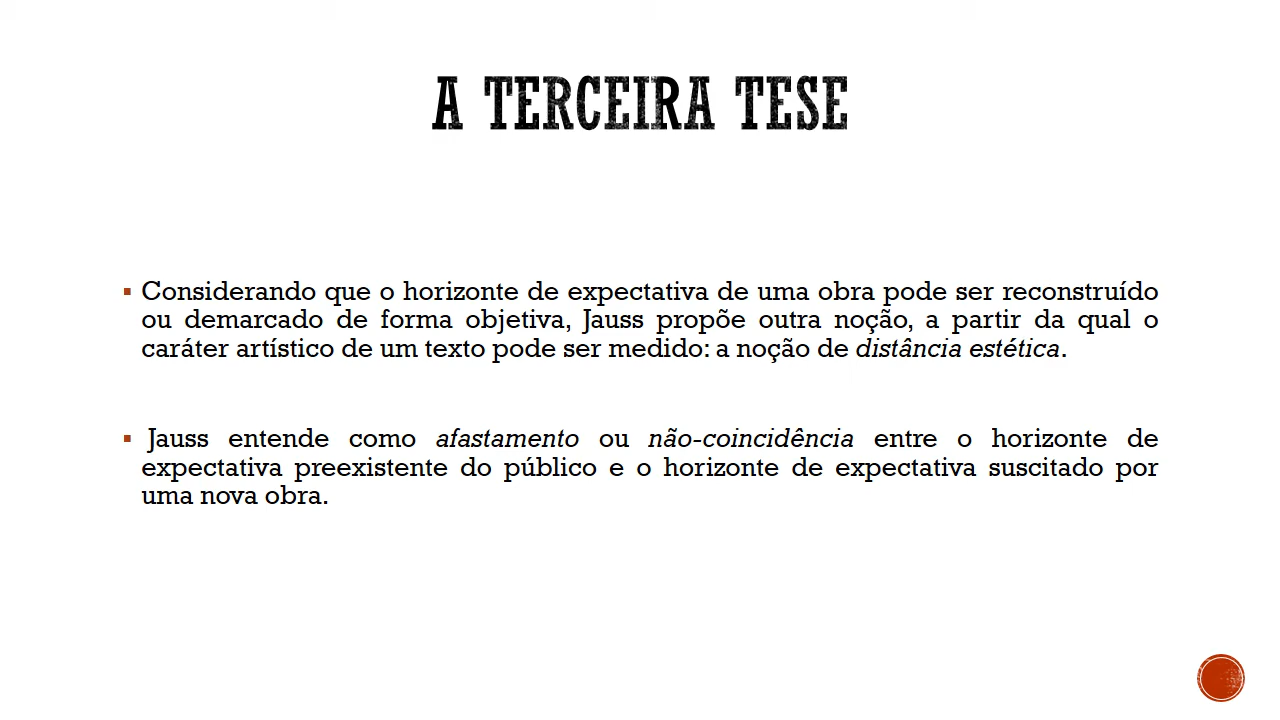 A TERCEIRA TESE
▪ Considerando que o horizonte de expectativa de uma obra pode ser reconstruído
ou demarcado de forma objetiva, Jauss propõe outra noção, a partir da qual o
caráter artístico de um texto pode ser medido: a noção de distância estética.
▪ Jauss entende como afastamento ou não-coincidência entre o horizonte de
expectativa preexistente do público e o horizonte de expectativa suscitado por
uma nova obra.